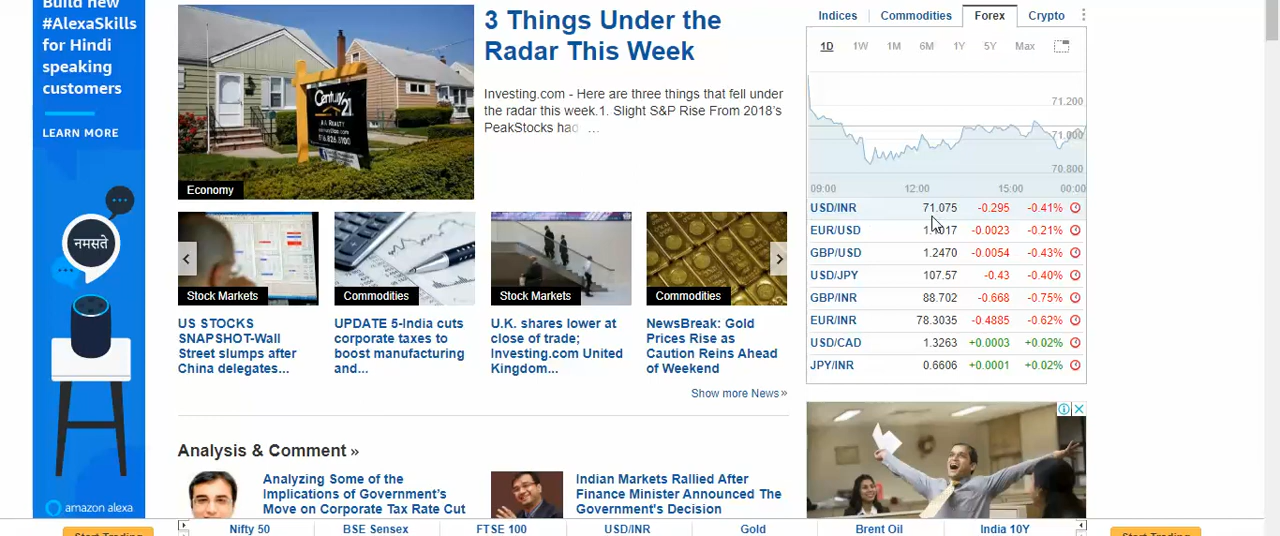 Build new
#AlexaSkills
for Hindi
speaking
customers
LEARN MORE
नमस्ते
amazon alexa
Century 21
Economy
3 Things Under the
Radar This Week
Investing.com - Here are three things that fell under
the radar this week.1. Slight S&P Rise From 2018's
PeakStocks had ...
Stock Markets
US STOCKS
SNAPSHOT-Wall
Street slumps after
China delegates...
Commodities
UPDATE 5-India cuts
corporate taxes to
boost manufacturing
and...
Stock Markets
U.K. shares lower at
close of trade;
Investing.com United
Kingdom...
Commodities
NewsBreak: Gold
Prices Rise as
Caution Reins Ahead
of Weekend
Show more News»
Analysis & Comment »
Analyzing Some of the
Implications of Government's
Move on Corporate Tax Rate Cut
Indian Markets Rallied After
Finance Minister Announced The
Government's Decision
Indices Commodities Forex Crypto
1D 1W 1M 6M 1Y 5Y Max
71.200
71.000
70.800
09:00 12:00 15:00 00:00
USD/INR 71.075 -0.295 -0.41%
EUR/USD -0.0023 -0.21%
GBP/USD 1.2470 -0.0054 -0.43%
USD/JPY 107.57 -0.43 -0.40%
GBP/INR 88.702 -0.668 -0.75%
EUR/INR 78.3035 -0.4885 -0.62%
USD/CAD 1.3263 +0.0003 +0.02%
JPY/INR 0.6606 +0.0001 +0.02%
Start Trading
Nifty 50 BSE Sensex FTSE 100 USD/INR Gold Brent Oil India 10Y
Start Trading